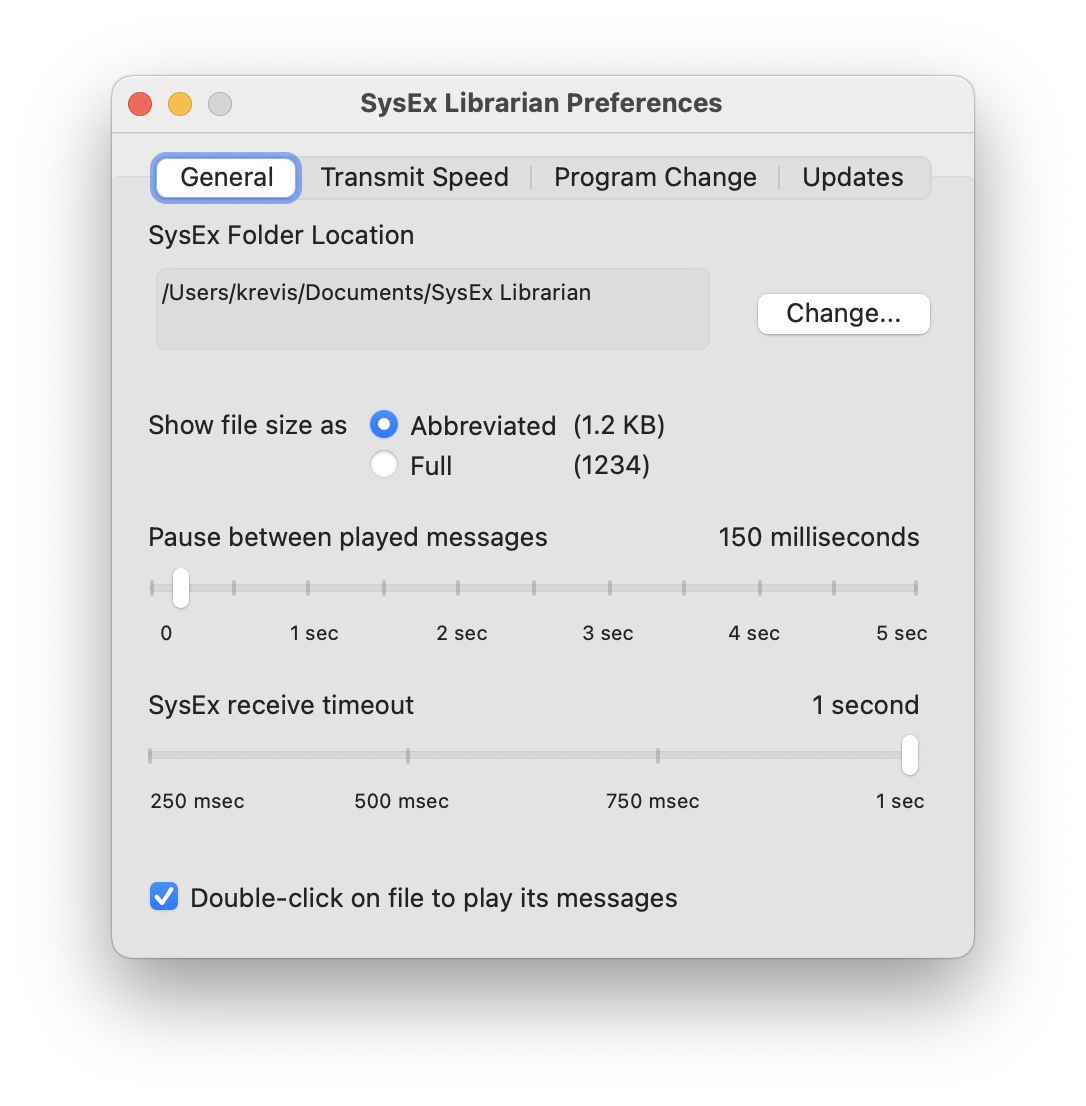 SysEx Librarian Preferences
General Transmit Speed Program Change Updates
SysEx Folder Location
/Users/krevis/Documents/SysEx Librarian
Change...
Show file size as Abbreviated (1.2 KB)
Full (1234)
Pause between played messages 150 milliseconds
0 1 sec 2 sec 3 sec 4 sec 5 sec
SysEx receive timeout 1 second
250 msec 500 msec 750 msec 1 sec
Double-click on file to play its messages